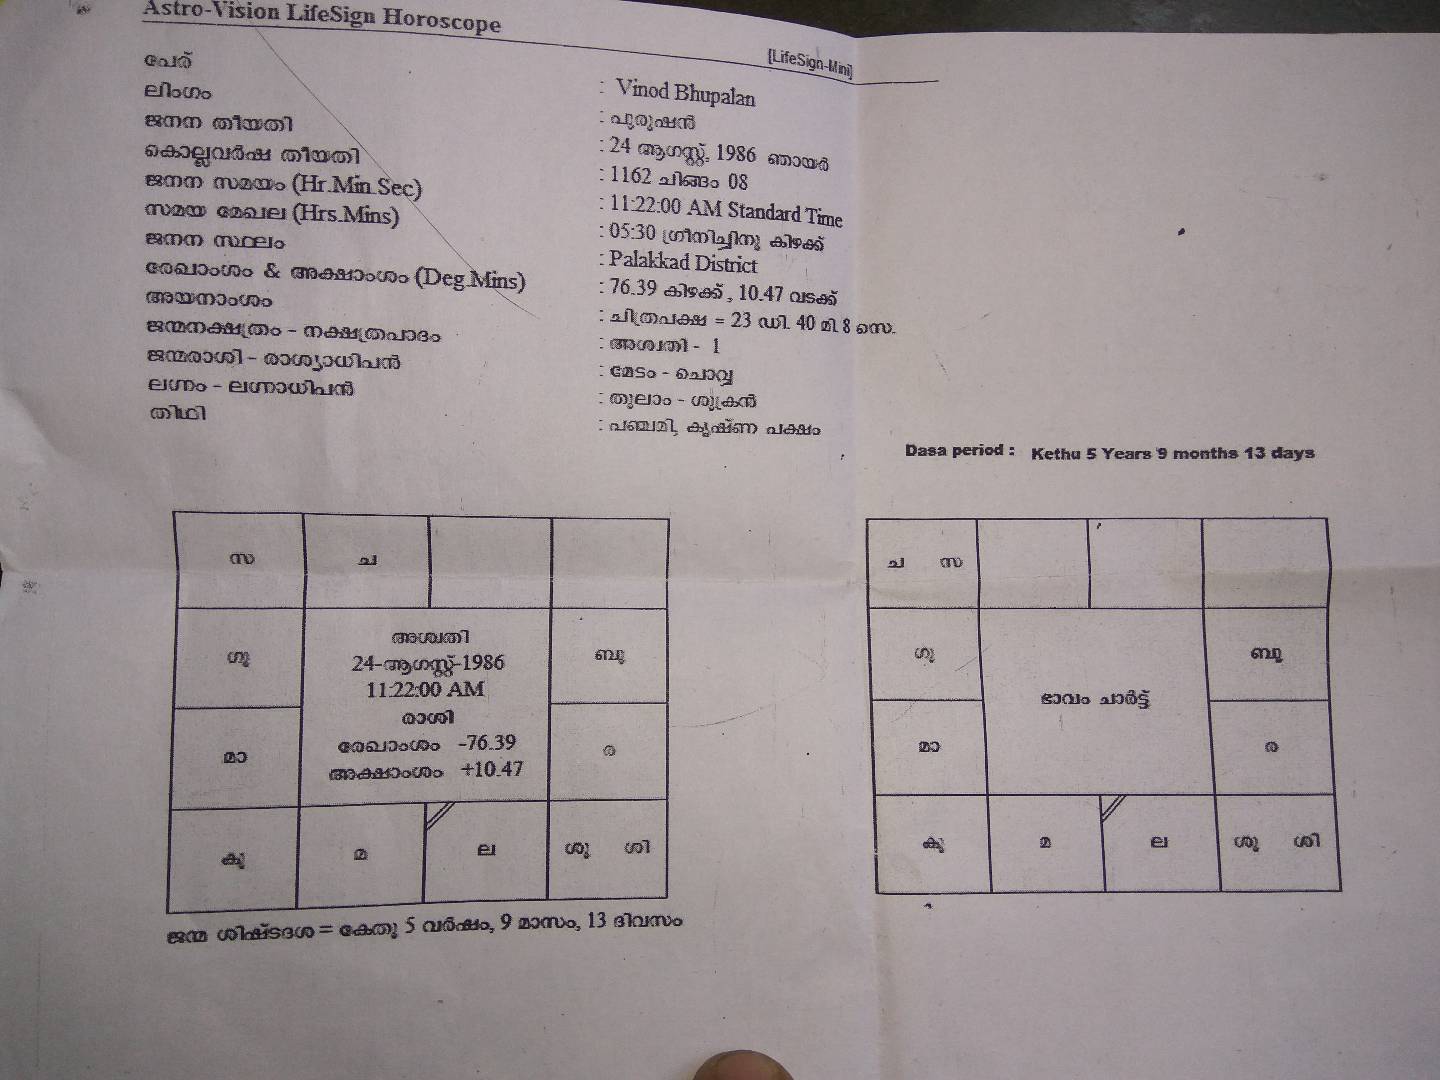 Astro-Vision LifeSign Horoscope
[LifeSign-Mini]
പേര് : Vinod Bhupalan
ലിംഗം : പുരുഷൻ
ജനന തീയതി : 24 ആഗസ്റ്റ്, 1986 ഞായർ
കൊല്ലവർഷ തീയതി : 1162 ചിങ്ങം 08
ജനന സമയം (Hr.Min.Sec) : 11:22:00 AM Standard Time
സമയ മേഖല (Hrs.Mins) : 05:30 ഗ്രീനിച്ചിനു കിഴക്ക്
ജനന സ്ഥലം : Palakkad District
രേഖാംശം & അക്ഷാംശം (Deg.Mins) : 76.39 കിഴക്ക് , 10.47 വടക്ക്
അയനാംശം : ചിത്രപക്ഷ = 23 ഡി. 40 മി. 8 സെ.
ജന്മനക്ഷത്രം - നക്ഷത്രപാദം : അശ്വതി - 1
ജന്മരാശി - രാശ്യാധിപൻ : മേടം - ചൊവ്വ
ലഗ്നം - ലഗ്നാധിപൻ : തുലാം - ശുക്രൻ
തിഥി : പഞ്ചമി, കൃഷ്ണ പക്ഷം
Dasa period : Kethu 5 Years 9 months 13 days
സ ച
ഗു ബു
അശ്വതി
24-ആഗസ്റ്റ്-1986
11:22:00 AM
രാശി
രേഖാംശം -76.39
അക്ഷാംശം +10.47
മാ ര
കു മ ല ശു ശി
ജന്മ ശിഷ്ടദശ = കേതു 5 വർഷം, 9 മാസം, 13 ദിവസം
ച സ
ഗു ബു
ഭാവം ചാർട്ട്
മാ ര
കു മ ല ശു ശി